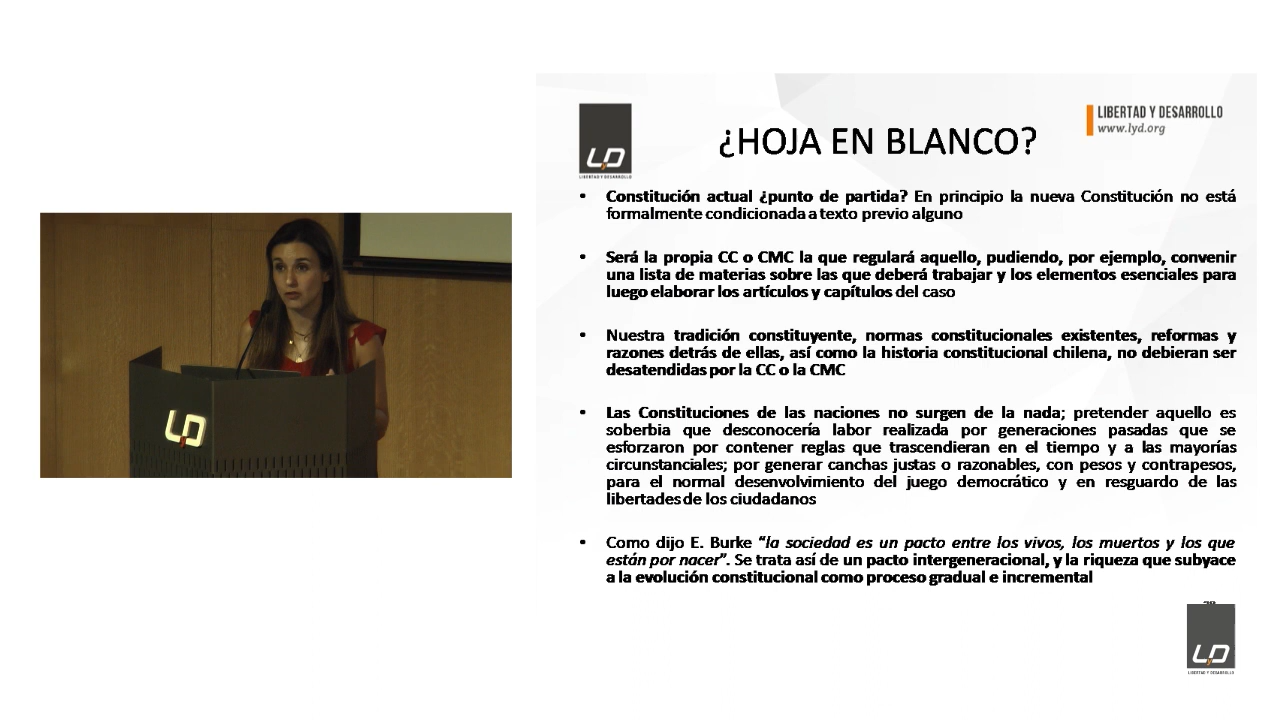 LD
LD
LIBERTAD Y DESARROLLO
LIBERTAD Y DESARROLLO
www.lyd.org
¿HOJA EN BLANCO?
• Constitución actual ¿punto de partida? En principio la nueva Constitución no está
formalmente condicionada a texto previo alguno
• Será la propia CC o CMC la que regulará aquello, pudiendo, por ejemplo, convenir
una lista de materias sobre las que deberá trabajar y los elementos esenciales para
luego elaborar los artículos y capítulos del caso
• Nuestra tradición constituyente, normas constitucionales existentes, reformas y
razones detrás de ellas, así como la historia constitucional chilena, no debieran ser
desatendidas por la CC o la CMC
• Las Constituciones de las naciones no surgen de la nada; pretender aquello es
soberbia que desconocería labor realizada por generaciones pasadas que se
esforzaron por contener reglas que trascendieran en el tiempo y a las mayorías
circunstanciales; por generar canchas justas o razonables, con pesos y contrapesos,
para el normal desenvolvimiento del juego democrático y en resguardo de las
libertades de los ciudadanos
• Como dijo E. Burke “la sociedad es un pacto entre los vivos, los muertos y los que
están por nacer”. Se trata así de un pacto intergeneracional, y la riqueza que subyace
a la evolución constitucional como proceso gradual e incremental
LD
LIBERTAD Y DESARROLLO